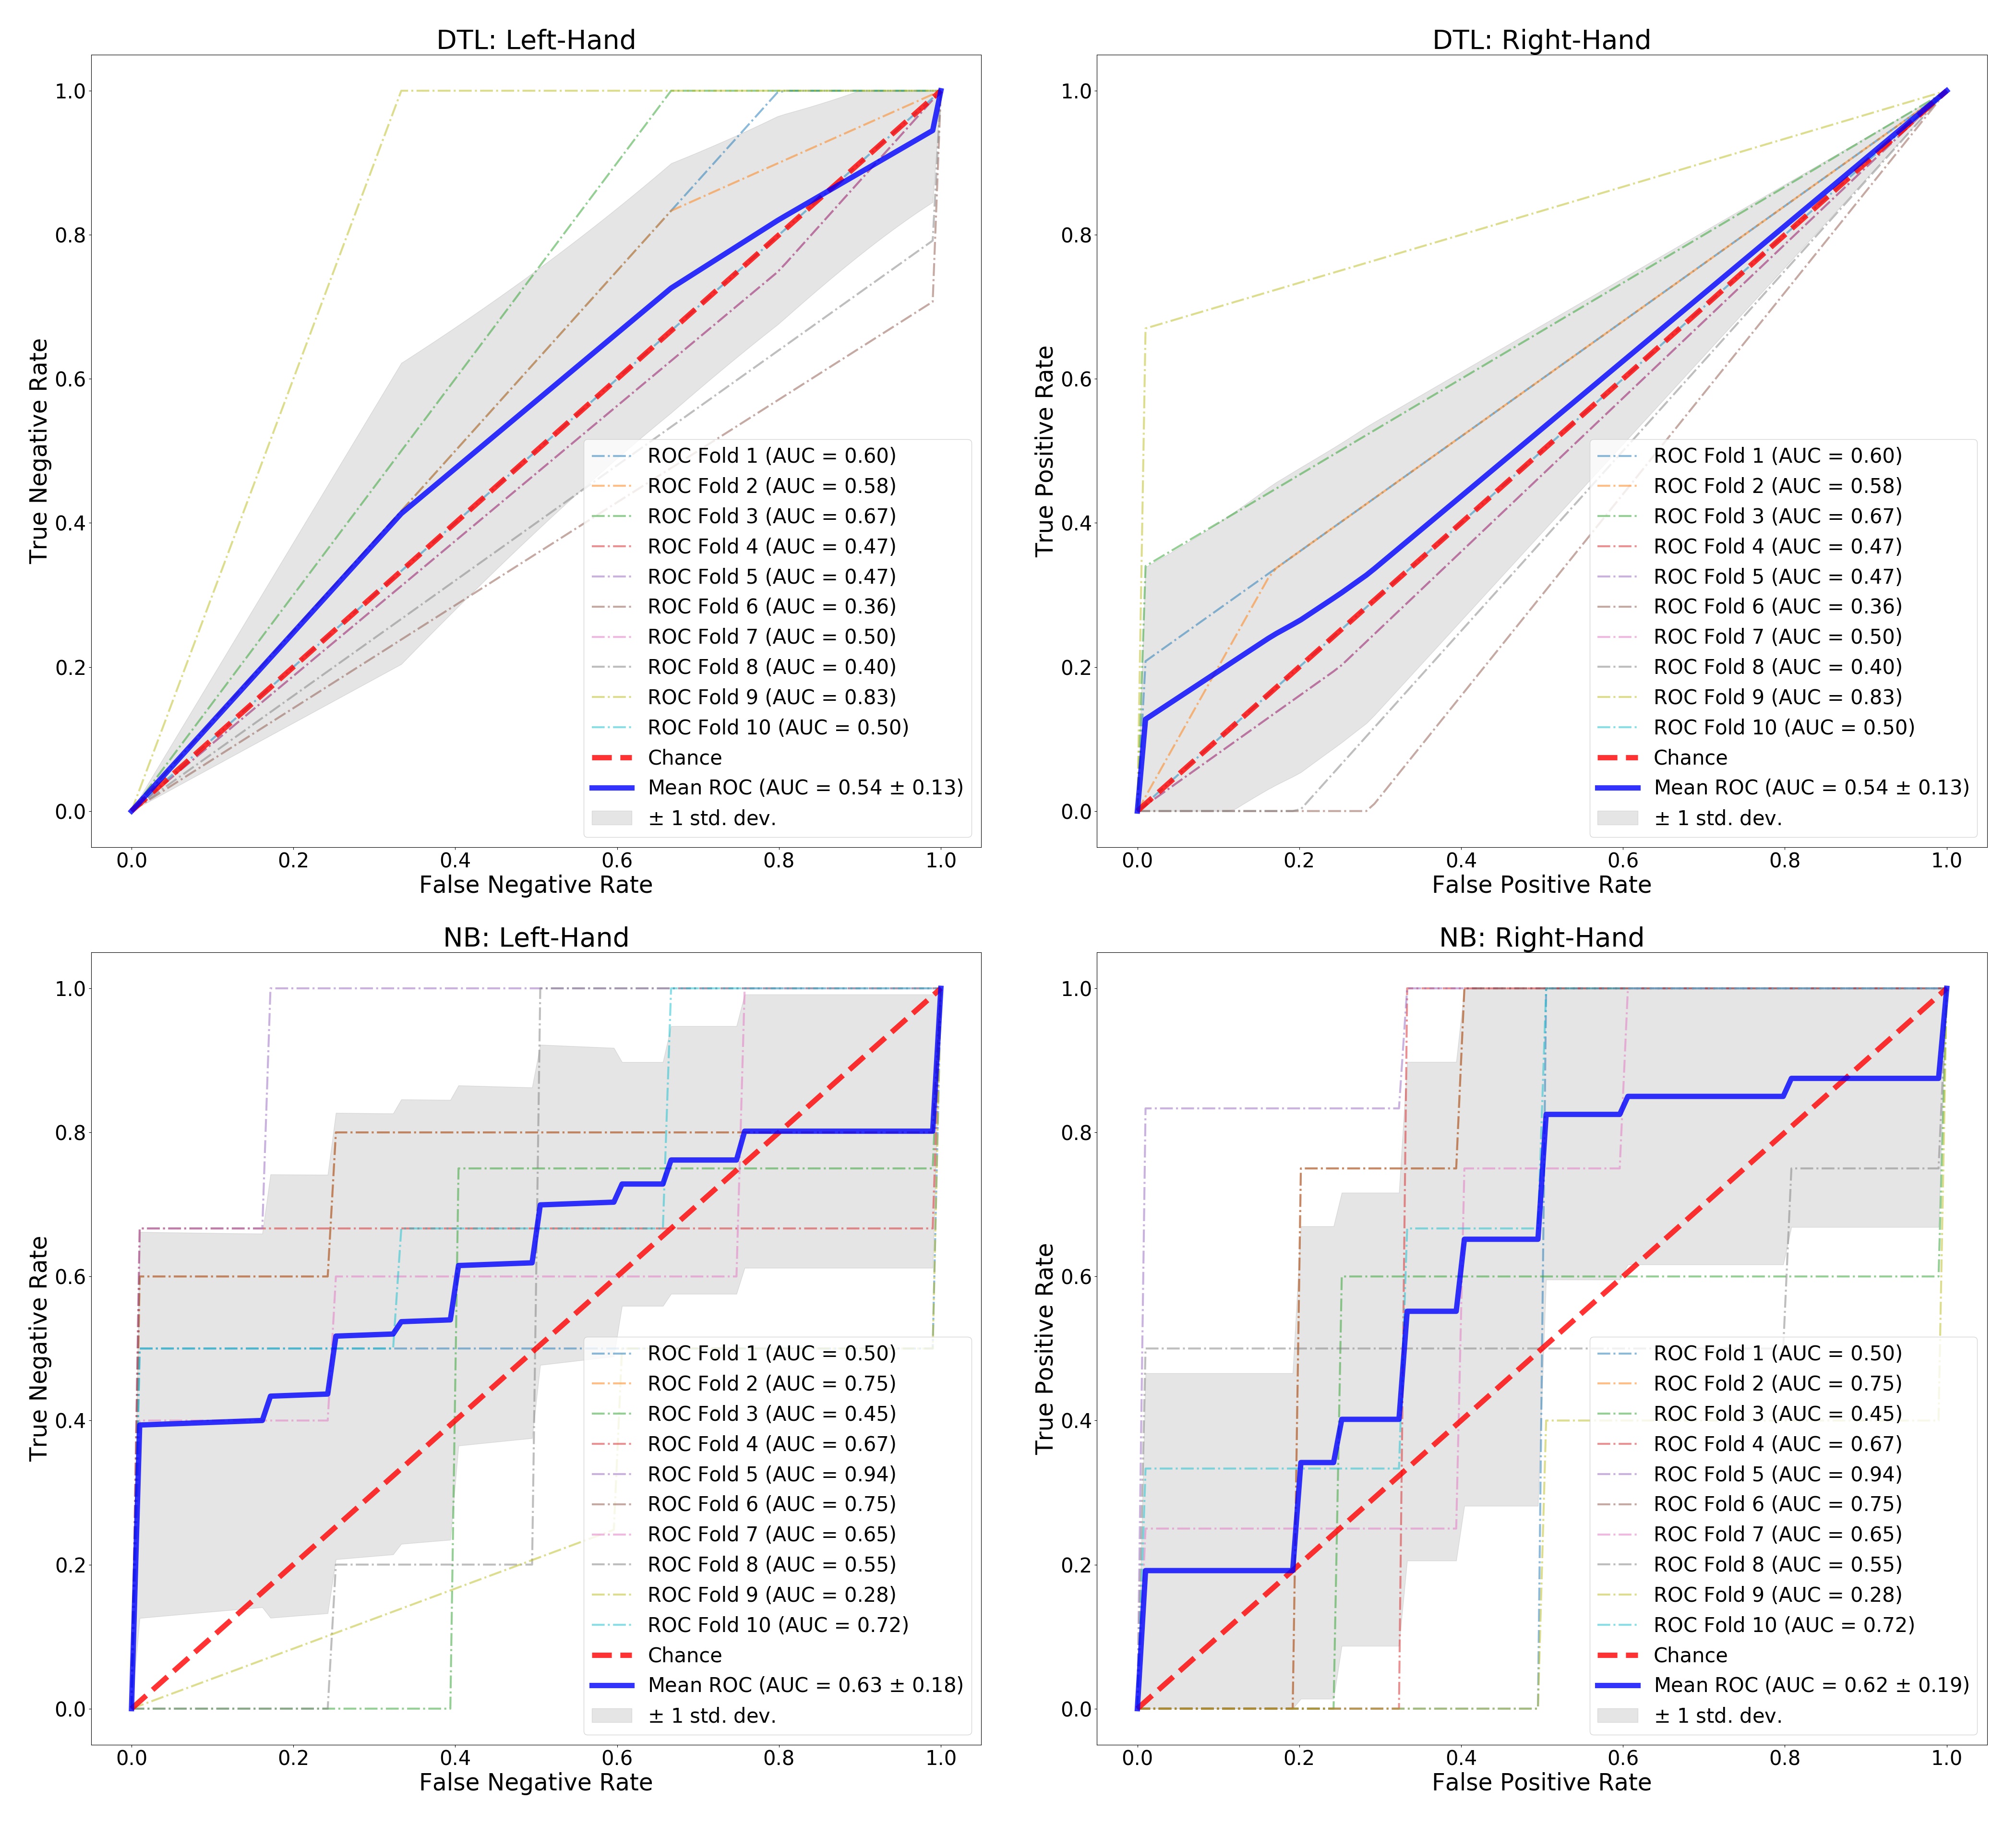 DTL: Left-Hand
True Negative Rate
1.0
0.8
0.6
0.4
0.2
0.0
ROC Fold 1 (AUC = 0.60)
ROC Fold 2 (AUC = 0.58)
ROC Fold 3 (AUC = 0.67)
ROC Fold 4 (AUC = 0.47)
ROC Fold 5 (AUC = 0.47)
ROC Fold 6 (AUC = 0.36)
ROC Fold 7 (AUC = 0.50)
ROC Fold 8 (AUC = 0.40)
ROC Fold 9 (AUC = 0.83)
ROC Fold 10 (AUC = 0.50)
Chance
Mean ROC (AUC = 0.54 ± 0.13)
± 1 std. dev.
0.0 0.2 0.4 0.6 0.8 1.0
False Negative Rate
DTL: Right-Hand
True Positive Rate
1.0
0.8
0.6
0.4
0.2
0.0
ROC Fold 1 (AUC = 0.60)
ROC Fold 2 (AUC = 0.58)
ROC Fold 3 (AUC = 0.67)
ROC Fold 4 (AUC = 0.47)
ROC Fold 5 (AUC = 0.47)
ROC Fold 6 (AUC = 0.36)
ROC Fold 7 (AUC = 0.50)
ROC Fold 8 (AUC = 0.40)
ROC Fold 9 (AUC = 0.83)
ROC Fold 10 (AUC = 0.50)
Chance
Mean ROC (AUC = 0.54 ± 0.13)
± 1 std. dev.
0.0 0.2 0.4 0.6 0.8 1.0
False Positive Rate
NB: Left-Hand
True Negative Rate
1.0
0.8
0.6
0.4
0.2
0.0
ROC Fold 1 (AUC = 0.50)
ROC Fold 2 (AUC = 0.75)
ROC Fold 3 (AUC = 0.45)
ROC Fold 4 (AUC = 0.67)
ROC Fold 5 (AUC = 0.94)
ROC Fold 6 (AUC = 0.75)
ROC Fold 7 (AUC = 0.65)
ROC Fold 8 (AUC = 0.55)
ROC Fold 9 (AUC = 0.28)
ROC Fold 10 (AUC = 0.72)
Chance
Mean ROC (AUC = 0.63 ± 0.18)
± 1 std. dev.
0.0 0.2 0.4 0.6 0.8 1.0
False Negative Rate
NB: Right-Hand
True Positive Rate
1.0
0.8
0.6
0.4
0.2
0.0
ROC Fold 1 (AUC = 0.50)
ROC Fold 2 (AUC = 0.75)
ROC Fold 3 (AUC = 0.45)
ROC Fold 4 (AUC = 0.67)
ROC Fold 5 (AUC = 0.94)
ROC Fold 6 (AUC = 0.75)
ROC Fold 7 (AUC = 0.65)
ROC Fold 8 (AUC = 0.55)
ROC Fold 9 (AUC = 0.28)
ROC Fold 10 (AUC = 0.72)
Chance
Mean ROC (AUC = 0.62 ± 0.19)
± 1 std. dev.
0.0 0.2 0.4 0.6 0.8 1.0
False Positive Rate